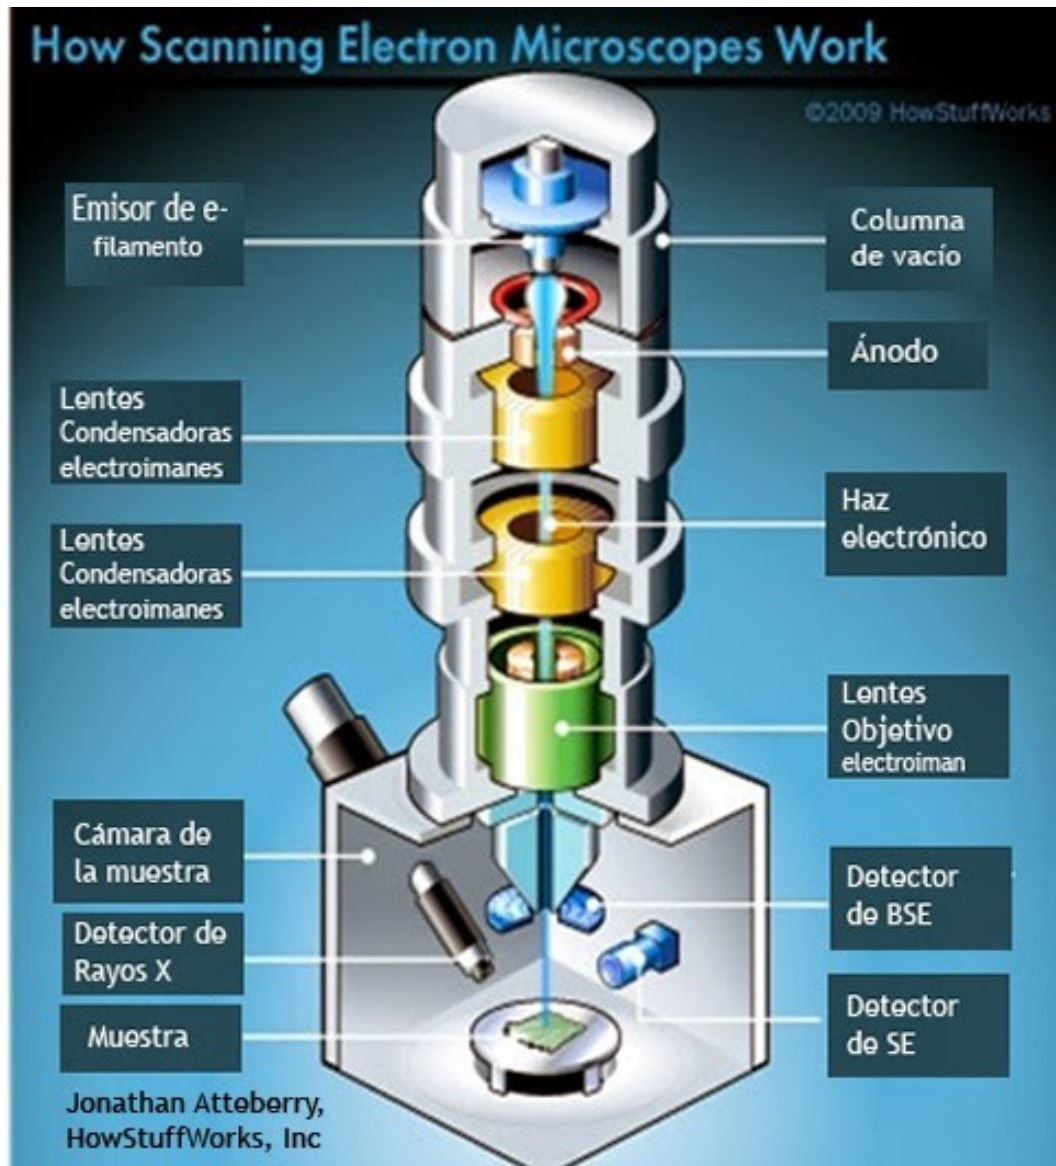 How Scanning Electron Microscopes Work
©2009 HowStuffWorks
Emisor de e-
filamento
Columna
de vacío
Ánodo
Lentes
Condensadoras
electroimanes
Haz
electrónico
Lentes
Condensadoras
electroimanes
Lentes
Objetivo
electroiman
Cámara de
la muestra
Detector
de BSE
Detector de
Rayos X
Detector
de SE
Muestra
Jonathan Atteberry,
HowStuffWorks, Inc